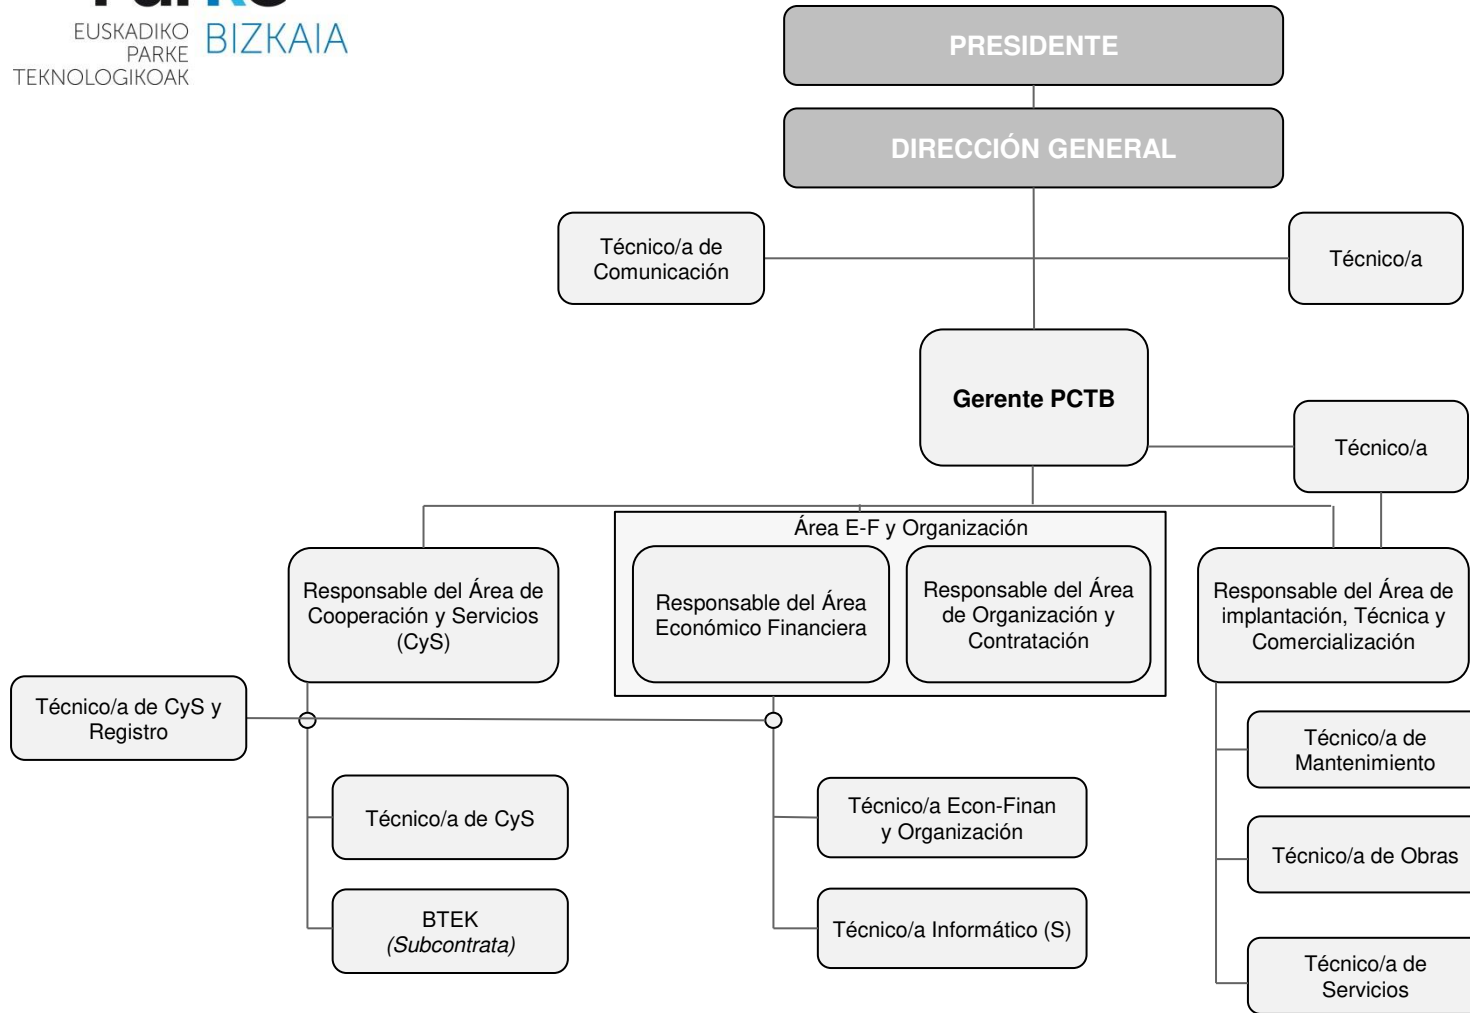 EUSKADIKO
PARKE
TEKNOLOGIKOAK
BIZKAIA
PRESIDENTE
DIRECCIÓN GENERAL
Técnico/a de
Comunicación
Técnico/a
Gerente PCTB
Técnico/a
Área E-F y Organización
Responsable del Área de
Cooperación y Servicios
(CyS)
Responsable del Área
Económico Financiera
Responsable del Área
de Organización y
Contratación
Responsable del Área de
implantación, Técnica y
Comercialización
Técnico/a de CyS y
Registro
Técnico/a de
Mantenimiento
Técnico/a de CyS
Técnico/a Econ-Finan
y Organización
Técnico/a de Obras
BTEK
(Subcontrata)
Técnico/a Informático (S)
Técnico/a de
Servicios